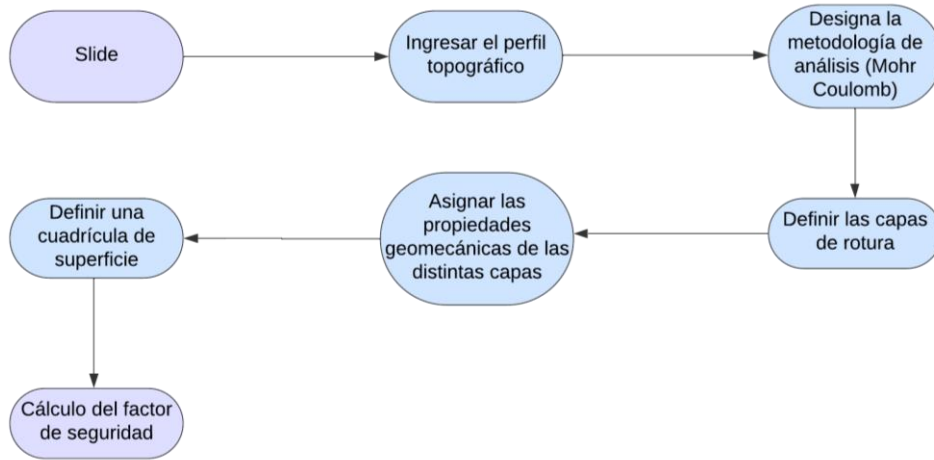 Slide
Ingresar el perfil
topográfico
Designa la
metodología de
análisis (Mohr
Coulomb)
Definir las capas
de rotura
Asignar las
propiedades
geomecánicas de las
distintas capas
Definir una
cuadrícula de
superficie
Cálculo del factor
de seguridad